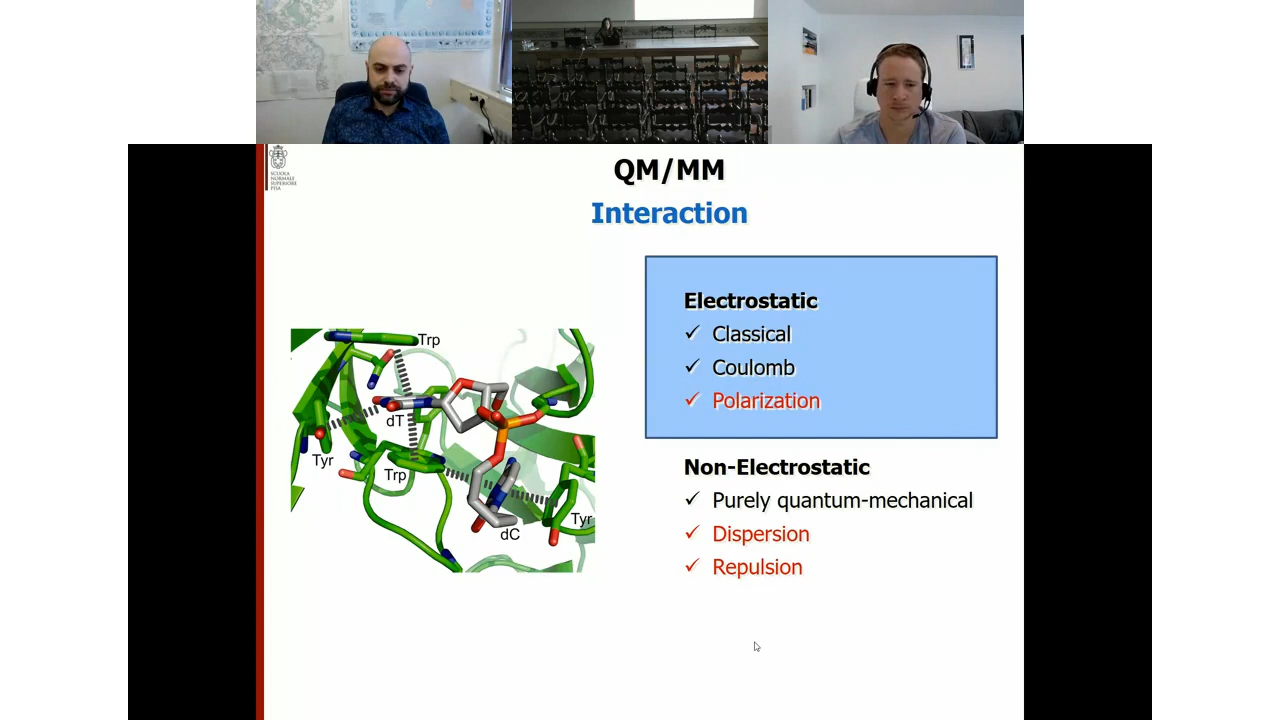 SCUOLA
NORMALE
SUPERIORE
PISA
QM/MM
Interaction
Electrostatic
✓ Classical
✓ Coulomb
✓ Polarization
Non-Electrostatic
✓ Purely quantum-mechanical
✓ Dispersion
✓ Repulsion
Trp
dT
Tyr
Trp
Tyr
dC